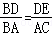 BD/BA = DE/AC